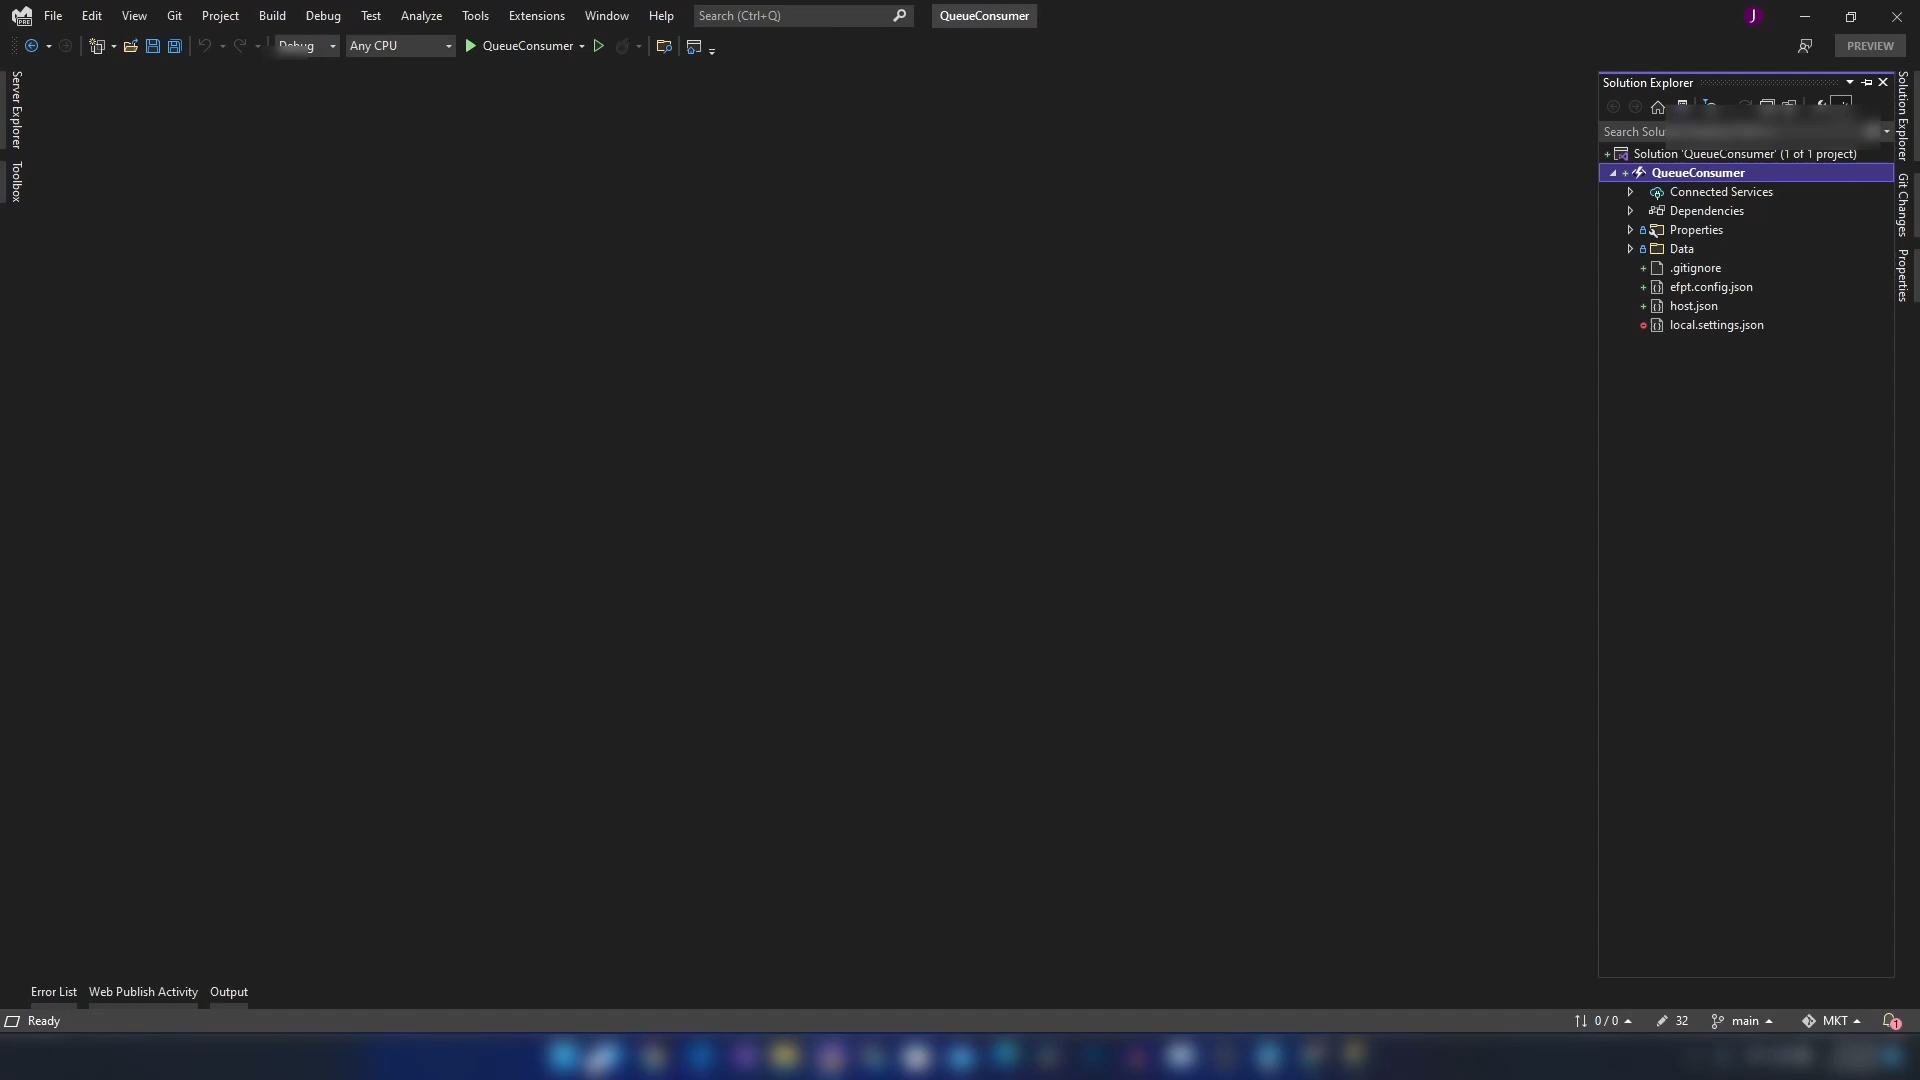 File Edit View Git Project Build Debug Test Analyze Tools Extensions Window Help Search (Ctrl+Q) QueueConsumer J
Debug Any CPU QueueConsumer PREVIEW
Server Explorer
Toolbox
Solution Explorer
Search Solu
Solution 'QueueConsumer' (1 of 1 project)
QueueConsumer
Connected Services
Dependencies
Properties
Data
.gitignore
efpt.config.json
host.json
local.settings.json
Solution Explorer
Git Changes
Properties
Error List Web Publish Activity Output
Ready 0 / 0 32 main MKT 1